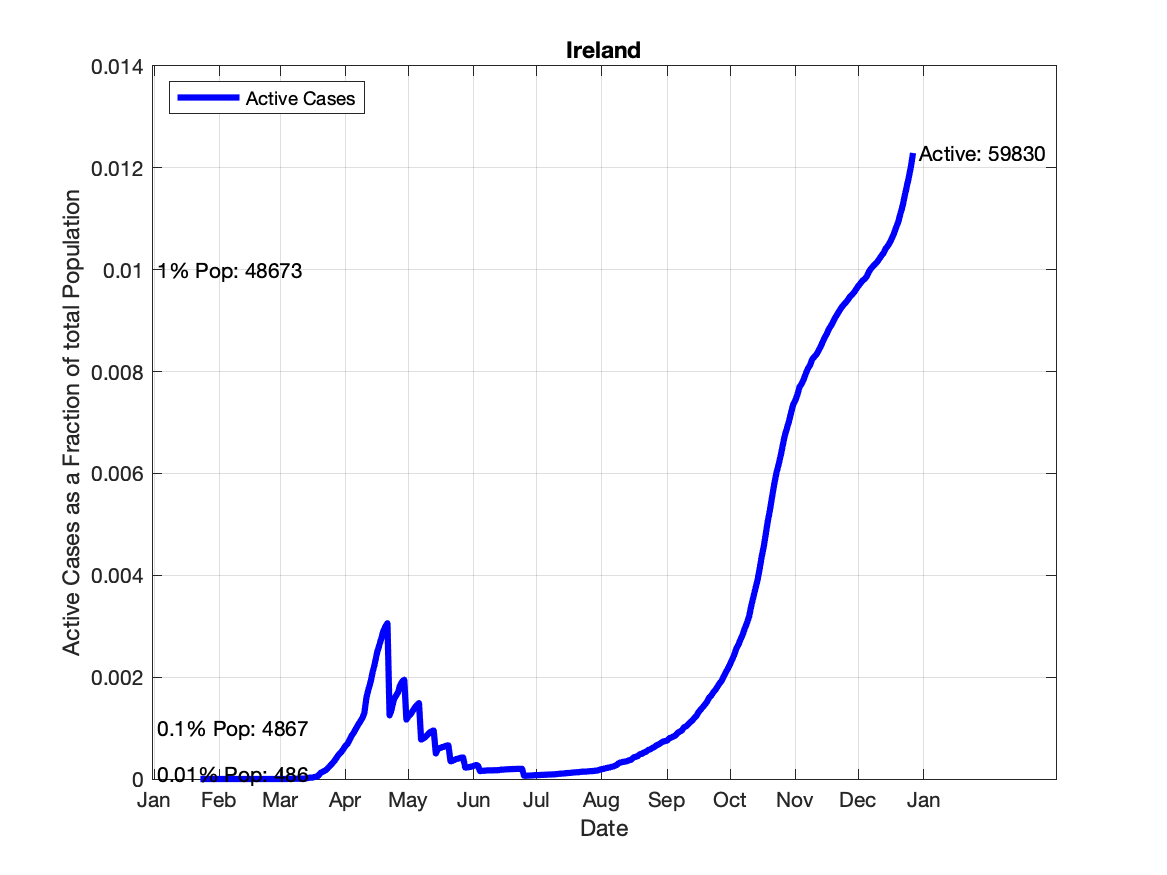 Ireland
0.014
Active Cases
0.012
Active: 59830
0.01
1% Pop: 48673
0.008
0.006
0.004
0.002
0.1% Pop: 4867
0
0.01% Pop: 486
Jan Feb Mar Apr May Jun Jul Aug Sep Oct Nov Dec Jan
Date
Active Cases as a Fraction of total Population